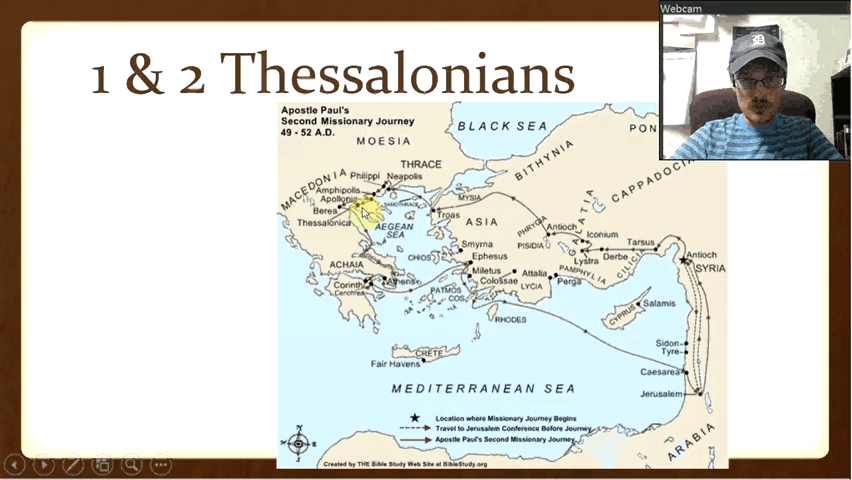 Webcam
1 & 2 Thessalonians
Apostle Paul's
Second Missionary Journey
49 - 52 A.D.
BLACK SEA
PON
MOESIA
THRACE
BITHYNIA
CAPPADOCIA
MACEDONIA
Philippi
Neapolis
Amphipolis
Apollonia
SAMOTHRACE
MYSIA
Berea
Troas
Thessalonica
AEGEAN
SEA
ASIA
PHRYGIA
GALATIA
Antioch
PISIDIA
Iconium
Lystra
Derbe
Tarsus
CILICIA
Antioch
SYRIA
Smyrna
CHIOS
Ephesus
ACHAIA
Athens
Corinth
Cenchrea
Miletus
Colossae
PATMOS
COS
Attalia
LYCIA
Perga
PAMPHYLIA
RHODES
CYPRUS
Salamis
CRETE
Fair Havens
Sidon
Tyre
Caesarea
Jerusalem
MEDITERRANEAN SEA
ARABIA
Location where Missionary Journey Begins
Travel to Jerusalem Conference Before Journey
Apostle Paul's Second Missionary Journey
Created by THE Bible Study Web Site at BibleStudy.org